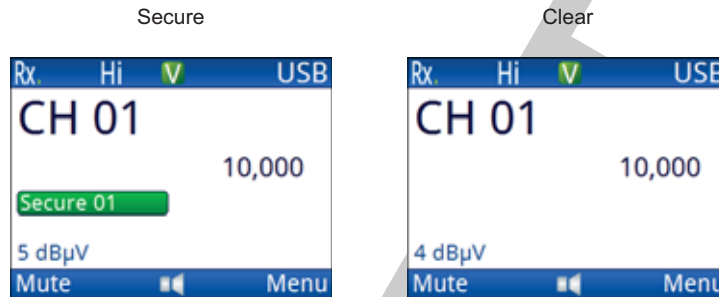 Secure
Rx. Hi V USB
CH 01
10,000
Secure 01
5 dBµV
Mute Menu
Clear
Rx. Hi V USB
CH 01
10,000
4 dBµV
Mute Menu